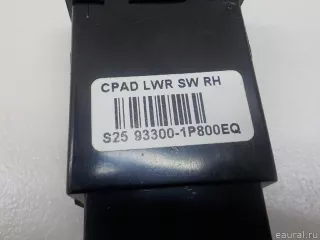 CPAD LWR SW RH
S25 93300-1P800EQ
© eaural.ru